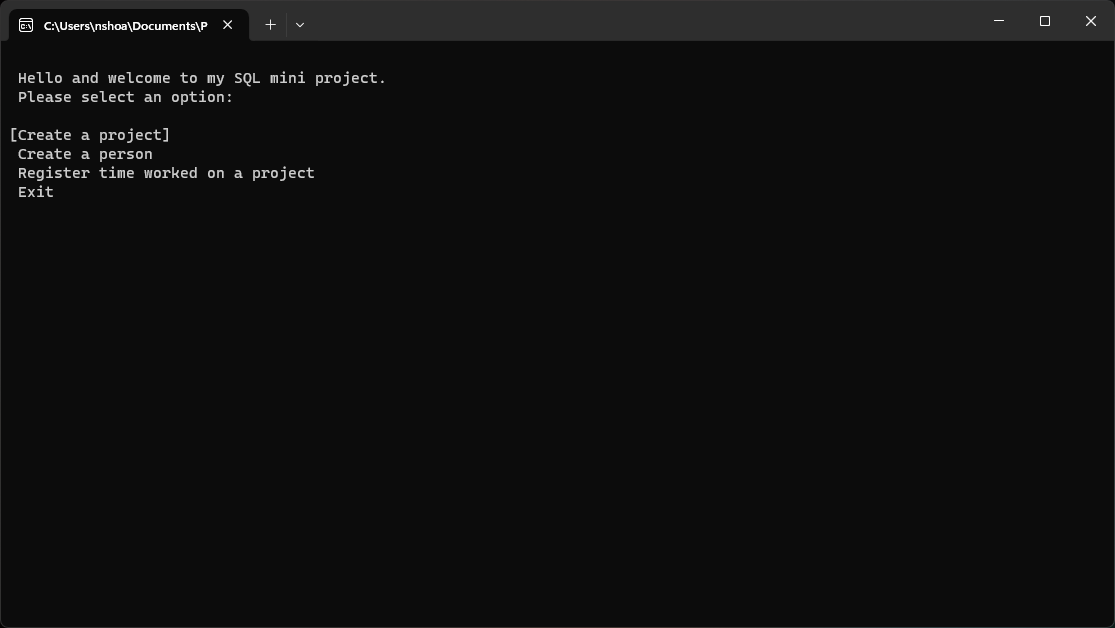 C:\Users\nshoa\Documents\P
Hello and welcome to my SQL mini project.
Please select an option:
[Create a project]
Create a person
Register time worked on a project
Exit